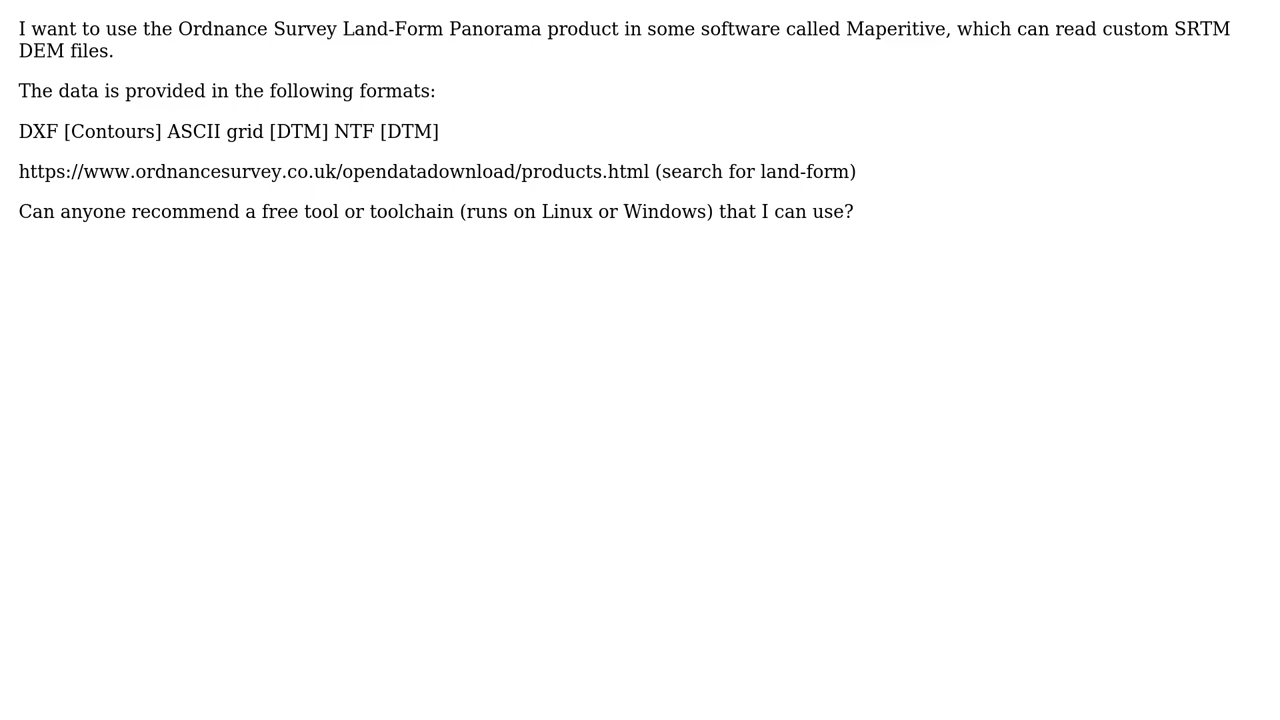 I want to use the Ordnance Survey Land-Form Panorama product in some software called Maperitive, which can read custom SRTM
DEM files.
The data is provided in the following formats:
DXF [Contours] ASCII grid [DTM] NTF [DTM]
https://www.ordnancesurvey.co.uk/opendatadownload/products.html (search for land-form)
Can anyone recommend a free tool or toolchain (runs on Linux or Windows) that I can use?